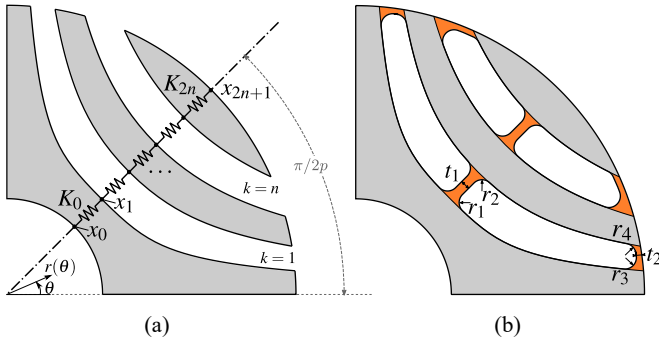 K_{2n}
x_{2n+1}
π/2p
t_1
...
k = n
K_0
x_1
r_1
r_2
x_0
r_4
k = 1
t_2
r(θ)
r_3
θ
(a)
(b)